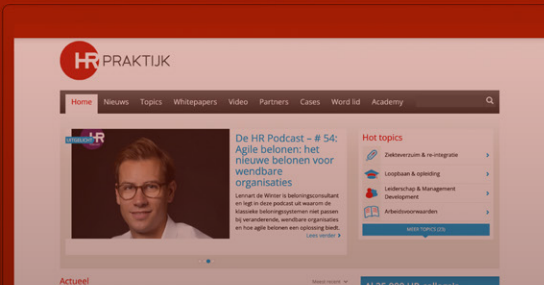 HR PRAKTIJK
Home Nieuws Topics Whitepapers Video Partners Cases Word lid Academy
De HR Podcast – # 54:
Agile belonen: het
nieuwe belonen voor
wendbare
organisaties
Lennart de Winter is beloningsconsultant
en legt in deze podcast uit waarom de
klassieke beloningssystemen niet passen
bij veranderende, wendbare organisaties
en hoe agile belonen een oplossing biedt.
Lees verder
Hot topics
Ziekteverzuim & re-integratie
Loopbaan & opleiding
Leiderschap & Management
Development
Arbeidsvoorwaarden
MEER TOPICS (25)
Actueel
Meest recent